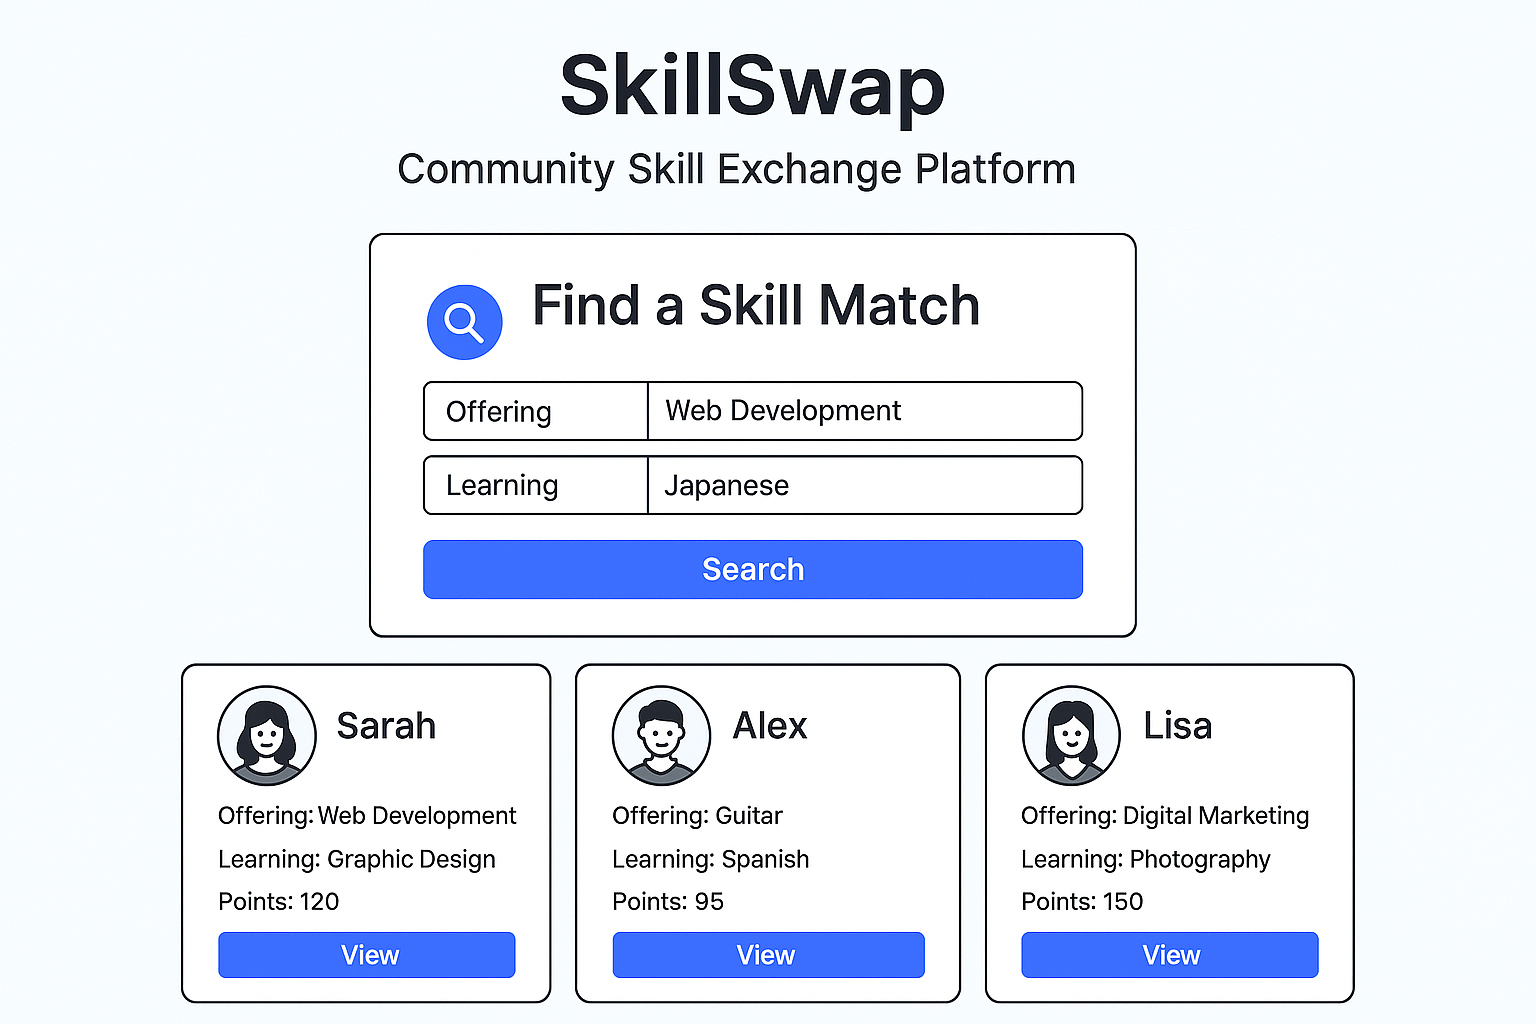 SkillSwap
Community Skill Exchange Platform
Find a Skill Match
Offering Web Development
Learning Japanese
Search
Sarah
Offering: Web Development
Learning: Graphic Design
Points: 120
View
Alex
Offering: Guitar
Learning: Spanish
Points: 95
View
Lisa
Offering: Digital Marketing
Learning: Photography
Points: 150
View